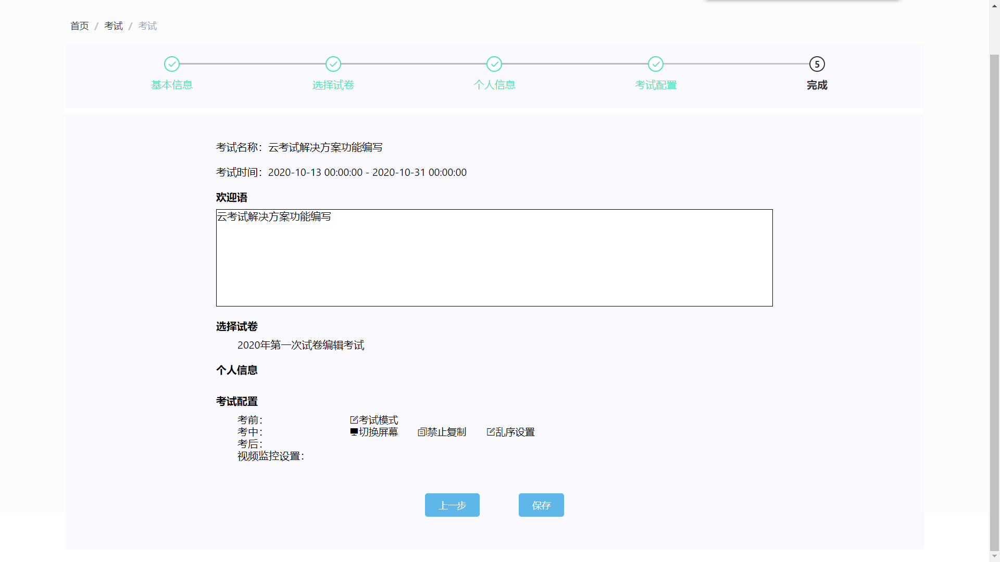 首页 / 考试 / 考试
5
基本信息 选择试卷 个人信息 考试配置 完成
考试名称：云考试解决方案功能编写
考试时间：2020-10-13 00:00:00 - 2020-10-31 00:00:00
欢迎语
云考试解决方案功能编写
选择试卷
2020年第一次试卷编辑考试
个人信息
考试配置
考前： 考试模式
考中： 切换屏幕 禁止复制 乱序设置
考后：
视频监控设置：
上一步 保存